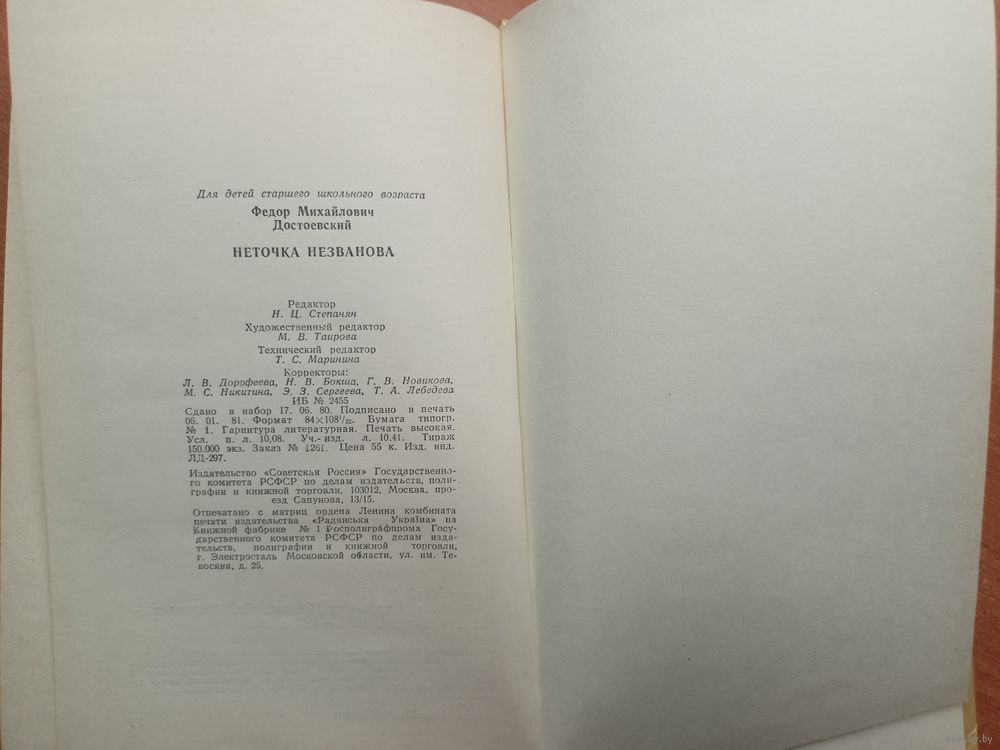 Для детей старшего школьного возраста
Федор Михайлович
Достоевский
НЕТОЧКА НЕЗВАНОВА
Редактор
Н. Ц. Степанян
Художественный редактор
М. В. Таирова
Технический редактор
Т. С. Маринина
Корректоры:
Л. В. Дорофеева, Н. В. Бокша, Г. В. Новикова,
М. С. Никитина, Э. З. Сергеева, Т. А. Лебедева
ИБ № 2455
Сдано в набор 17. 06. 80. Подписано в печать
06. 01. 81. Формат 84×108¹/₃₂. Бумага типогр.
№ 1. Гарнитура литературная. Печать высокая.
Усл. п. л. 10,08. Уч.-изд. л. 10.41. Тираж
150.000 экз. Заказ № 1261. Цена 55 к. Изд. инд.
ЛД-297.
Издательство «Советская Россия» Государственно-
го комитета РСФСР по делам издательств, поли-
графии и книжной торговли. 103012, Москва, про-
езд Сапунова, 13/15.
Отпечатано с матриц ордена Ленина комбината
печати издательства «Радянська Україна» на
Книжной фабрике № 1 Росполиграфпрома Госу-
дарственного комитета РСФСР по делам изда-
тельств, полиграфии и книжной торговли,
г. Электросталь Московской области, ул. им. Те-
восяна, д. 25.